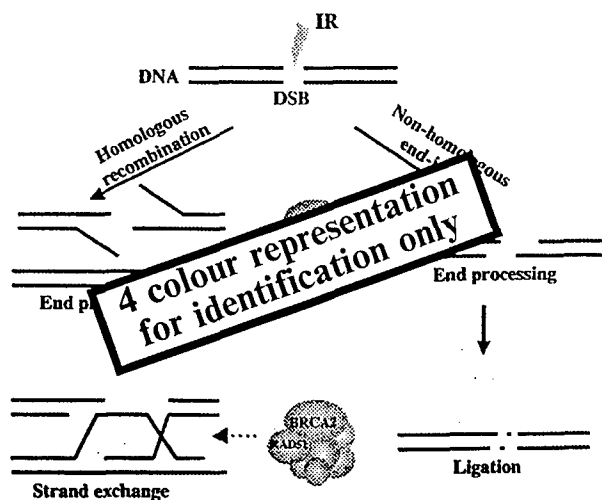 IR
DNA
DSB
Homologous
recombination
Non-homologous
4 colour representation
for identification only
End
End processing
BRCA2
Strand exchange
Ligation